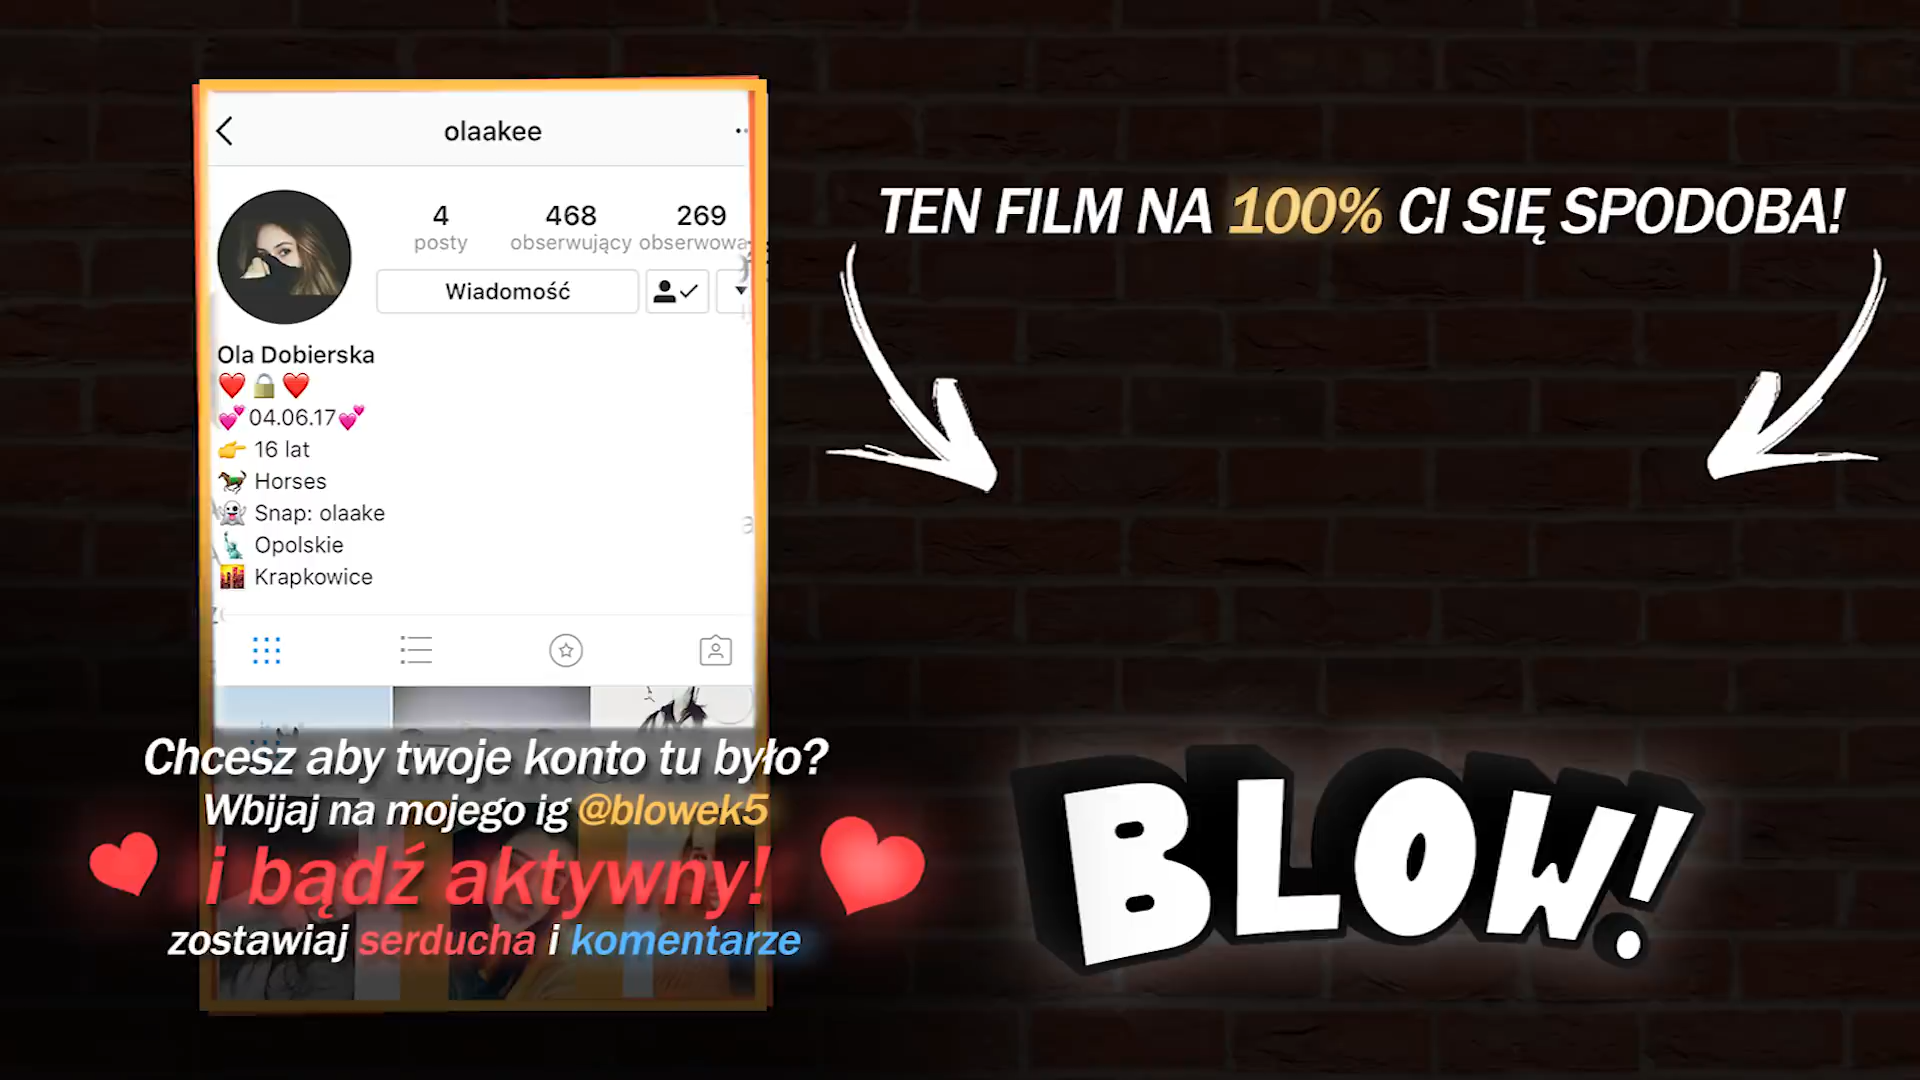 olaakee
4 468 269
posty obserwujący
Wiadomość
Ola Dobierska
04.06.17
16 lat
Horses
Snap: olaake
Opolskie
Krapkowice
Chcesz aby twoje konto tu było?
Wbijaj na mojego ig @blowek5
i bądź aktywny!
zostawiaj serducha i komentarze
TEN FILM NA 100% CI SIĘ SPODOBA!
BLOW!